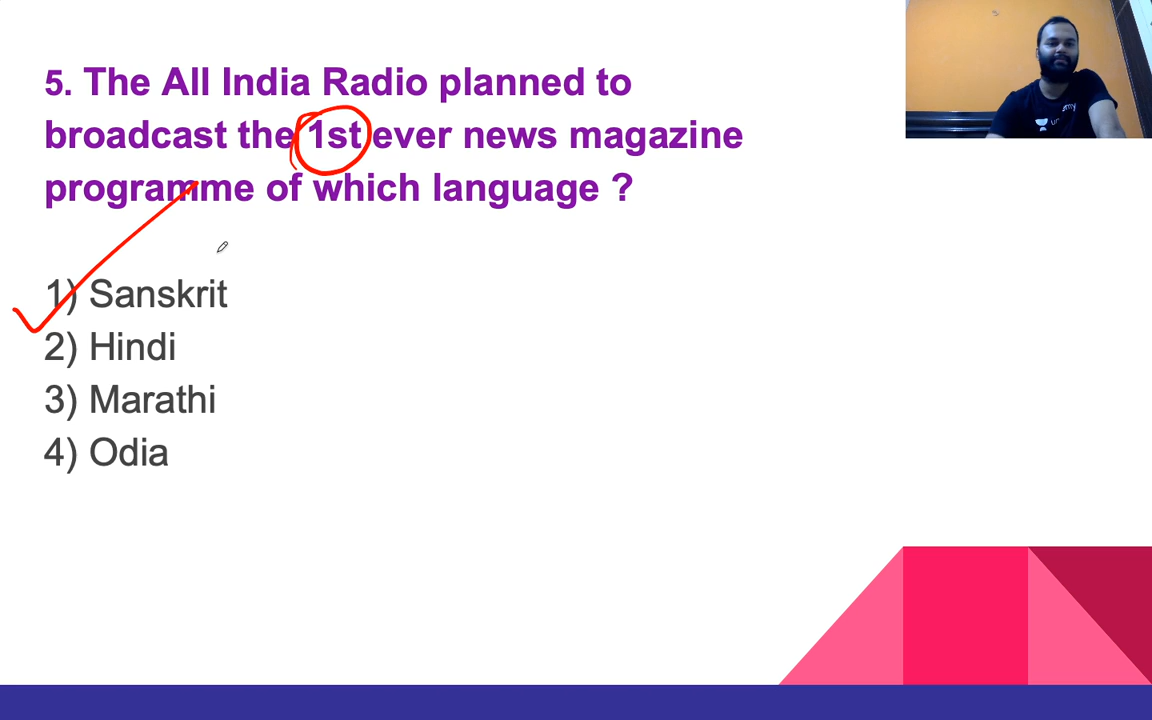 5. The All India Radio planned to
broadcast the 1st ever news magazine
programme of which language ?
1) Sanskrit
2) Hindi
3) Marathi
4) Odia